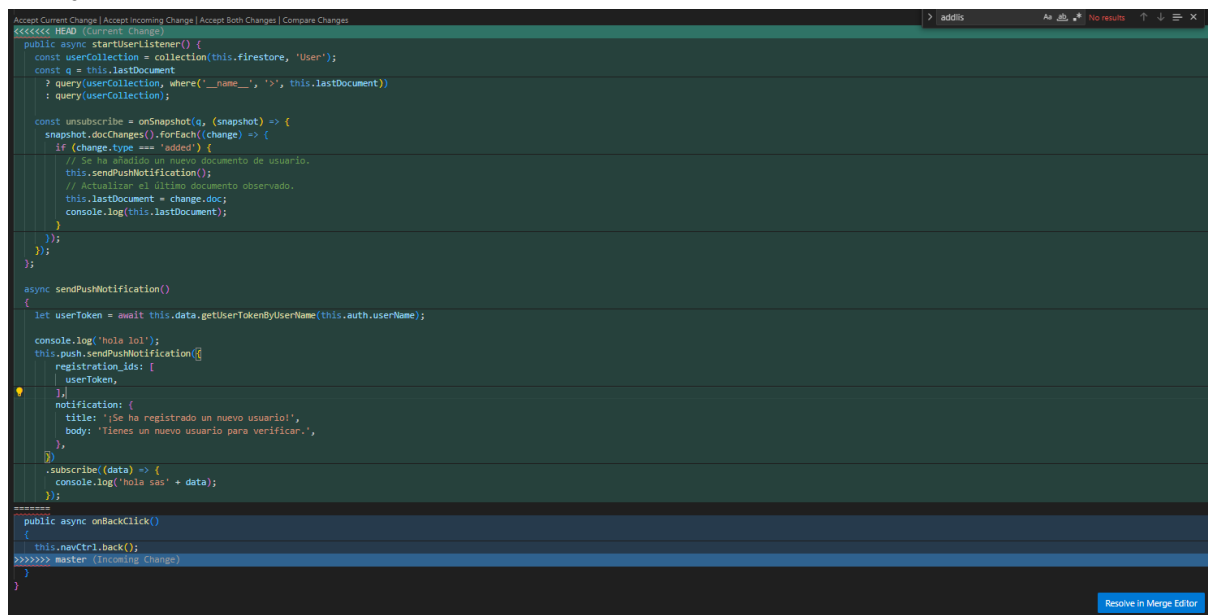 Accept Current Change | Accept Incoming Change | Accept Both Changes | Compare Changes
> addlis Aa ab .* No results ↑ ↓ ×
<<<<<<< HEAD (Current Change)
public async startUserListener() {
const userCollection = collection(this.firestore, 'User');
const q = this.lastDocument
? query(userCollection, where('__name__', '>', this.lastDocument))
: query(userCollection);
const unsubscribe = onSnapshot(q, (snapshot) => {
snapshot.docChanges().forEach((change) => {
if (change.type === 'added') {
// Se ha añadido un nuevo documento de usuario.
this.sendPushNotification();
// Actualizar el último documento observado.
this.lastDocument = change.doc;
console.log(this.lastDocument);
}
});
});
};
async sendPushNotification()
{
let userToken = await this.data.getUserTokenByUserName(this.auth.userName);
console.log('hola lol');
this.push.sendPushNotification({
registration_ids: [
userToken,
],
notification: {
title: '¡Se ha registrado un nuevo usuario!',
body: 'Tienes un nuevo usuario para verificar.',
},
})
.subscribe((data) => {
console.log('hola sas' + data);
});
=======
public async onBackClick()
{
this.navCtrl.back();
>>>>>>> master (Incoming Change)
}
}
Resolve in Merge Editor